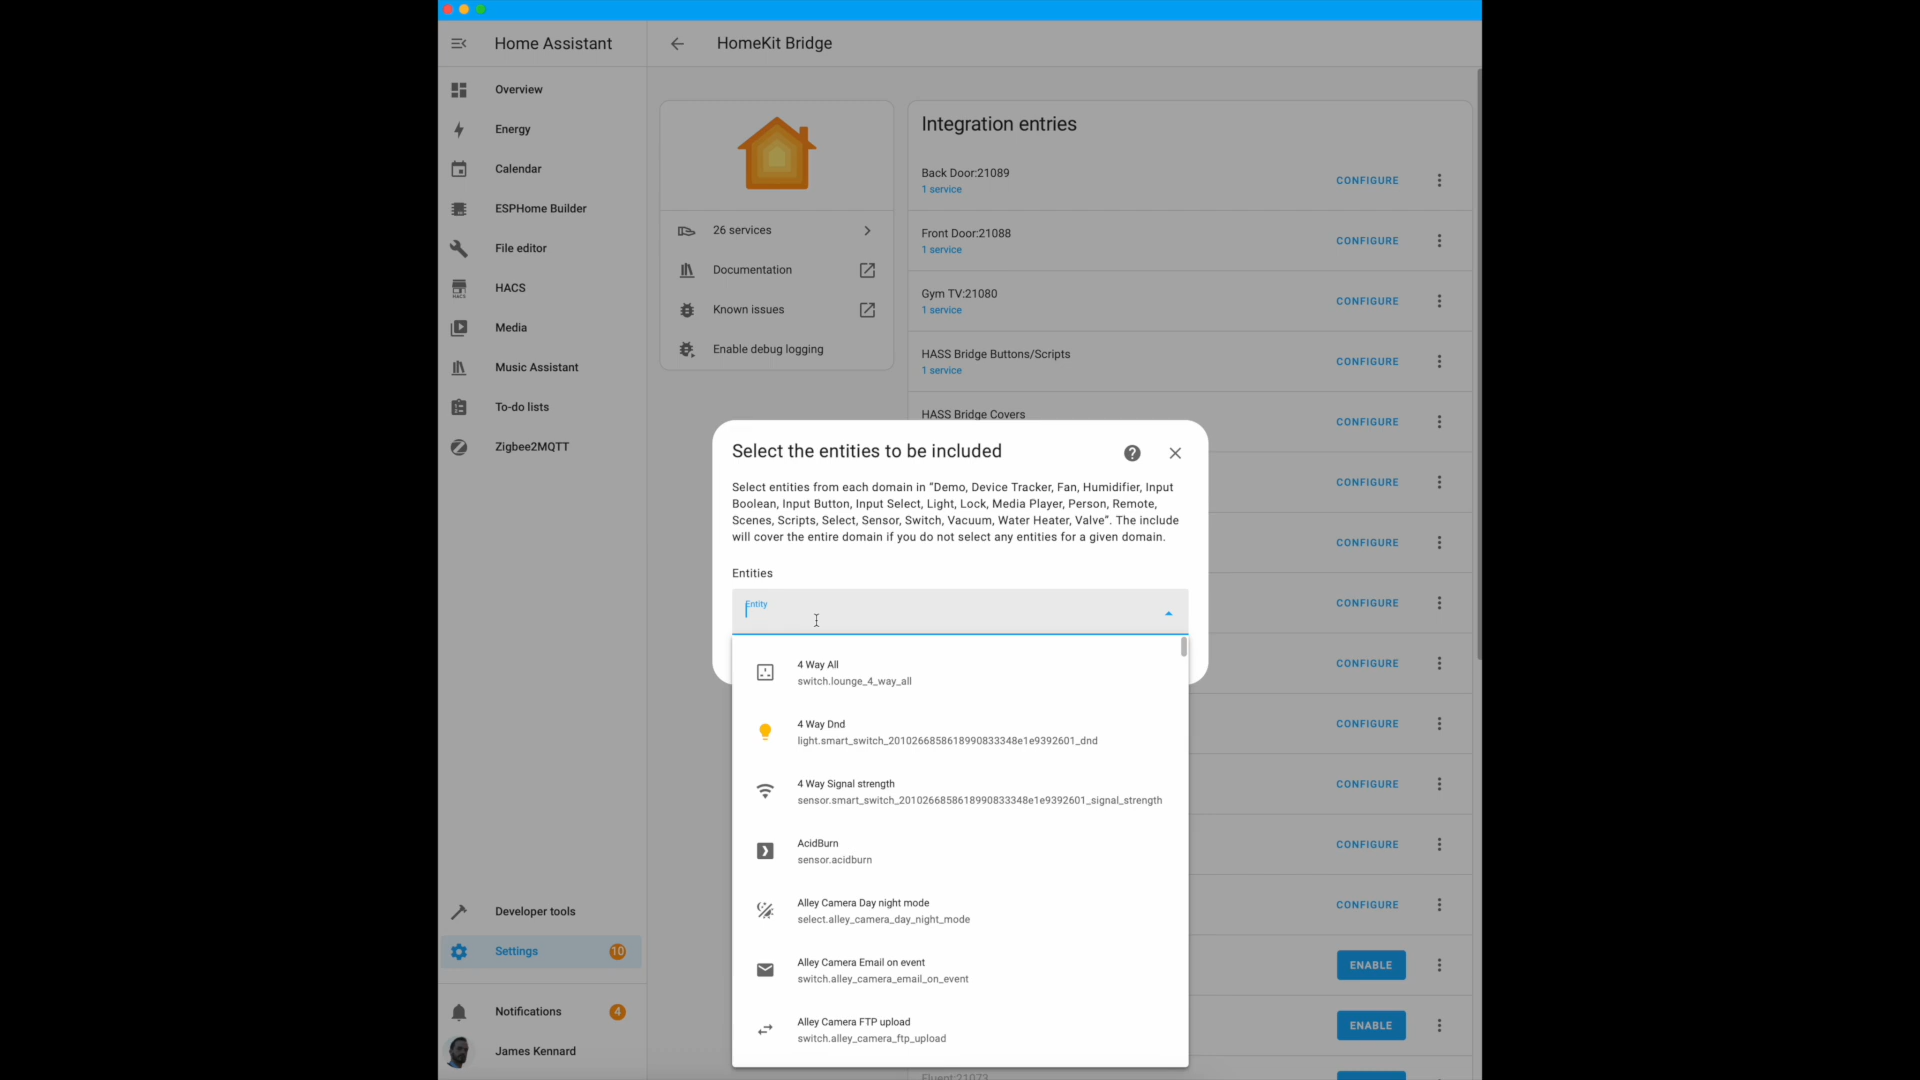 Home Assistant
HomeKit Bridge
Overview
Energy
Calendar
ESPHome Builder
File editor
HACS
HACS
Media
Music Assistant
To-do lists
Zigbee2MQTT
Developer tools
Settings
10
Notifications
4
James Kennard
26 services
Documentation
Known issues
Enable debug logging
Integration entries
Back Door:21089
1 service
CONFIGURE
Front Door:21088
1 service
CONFIGURE
Gym TV:21080
1 service
CONFIGURE
HASS Bridge Buttons/Scripts
1 service
CONFIGURE
HASS Bridge Covers
CONFIGURE
CONFIGURE
CONFIGURE
CONFIGURE
CONFIGURE
CONFIGURE
CONFIGURE
CONFIGURE
CONFIGURE
ENABLE
ENABLE
Fluent:21073
Select the entities to be included
Select entities from each domain in “Demo, Device Tracker, Fan, Humidifier, Input
Boolean, Input Button, Input Select, Light, Lock, Media Player, Person, Remote,
Scenes, Scripts, Select, Sensor, Switch, Vacuum, Water Heater, Valve”. The include
will cover the entire domain if you do not select any entities for a given domain.
Entities
Entity
4 Way All
switch.lounge_4_way_all
4 Way Dnd
light.smart_switch_2010266858618990833348e1e9392601_dnd
4 Way Signal strength
sensor.smart_switch_2010266858618990833348e1e9392601_signal_strength
AcidBurn
sensor.acidburn
Alley Camera Day night mode
select.alley_camera_day_night_mode
Alley Camera Email on event
switch.alley_camera_email_on_event
Alley Camera FTP upload
switch.alley_camera_ftp_upload